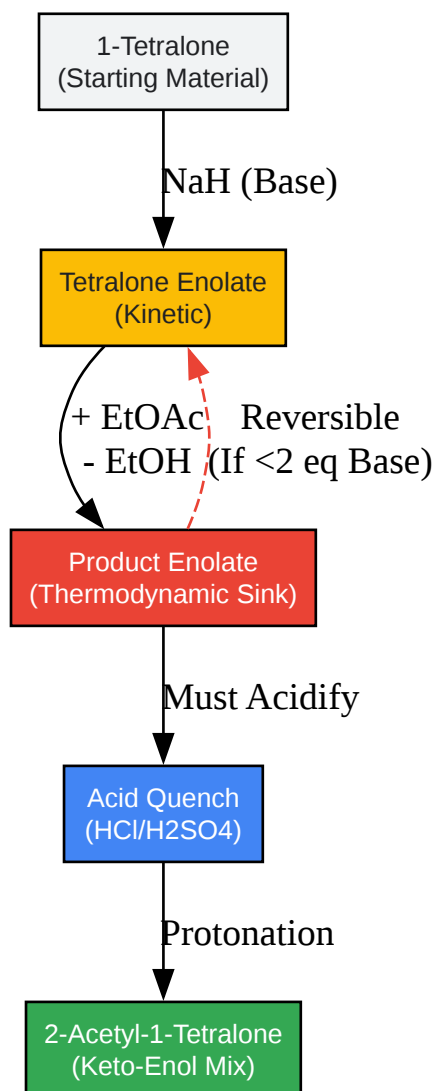 1-Tetralone
(Starting Material)
NaH (Base)
Tetralone Enolate
(Kinetic)
+ EtOAc
- EtOH
Reversible
(If <2 eq Base)
Product Enolate
(Thermodynamic Sink)
Must Acidify
Acid Quench
(HCl/H2SO4)
Protonation
2-Acetyl-1-Tetralone
(Keto-Enol Mix)